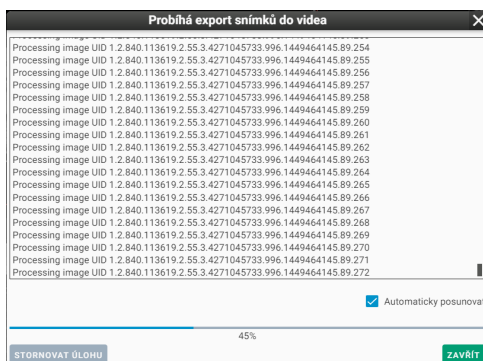 Probíhá export snímků do videa
Processing image UID 1.2.840.113619.2.55.3.4271045733.996.1449464145.89.254
Processing image UID 1.2.840.113619.2.55.3.4271045733.996.1449464145.89.255
Processing image UID 1.2.840.113619.2.55.3.4271045733.996.1449464145.89.256
Processing image UID 1.2.840.113619.2.55.3.4271045733.996.1449464145.89.257
Processing image UID 1.2.840.113619.2.55.3.4271045733.996.1449464145.89.258
Processing image UID 1.2.840.113619.2.55.3.4271045733.996.1449464145.89.259
Processing image UID 1.2.840.113619.2.55.3.4271045733.996.1449464145.89.260
Processing image UID 1.2.840.113619.2.55.3.4271045733.996.1449464145.89.261
Processing image UID 1.2.840.113619.2.55.3.4271045733.996.1449464145.89.262
Processing image UID 1.2.840.113619.2.55.3.4271045733.996.1449464145.89.263
Processing image UID 1.2.840.113619.2.55.3.4271045733.996.1449464145.89.264
Processing image UID 1.2.840.113619.2.55.3.4271045733.996.1449464145.89.265
Processing image UID 1.2.840.113619.2.55.3.4271045733.996.1449464145.89.266
Processing image UID 1.2.840.113619.2.55.3.4271045733.996.1449464145.89.267
Processing image UID 1.2.840.113619.2.55.3.4271045733.996.1449464145.89.268
Processing image UID 1.2.840.113619.2.55.3.4271045733.996.1449464145.89.269
Processing image UID 1.2.840.113619.2.55.3.4271045733.996.1449464145.89.270
Processing image UID 1.2.840.113619.2.55.3.4271045733.996.1449464145.89.271
Processing image UID 1.2.840.113619.2.55.3.4271045733.996.1449464145.89.272
Automaticky posunovat
45%
STORNOVAT ÚLOHU
ZAVŘÍT